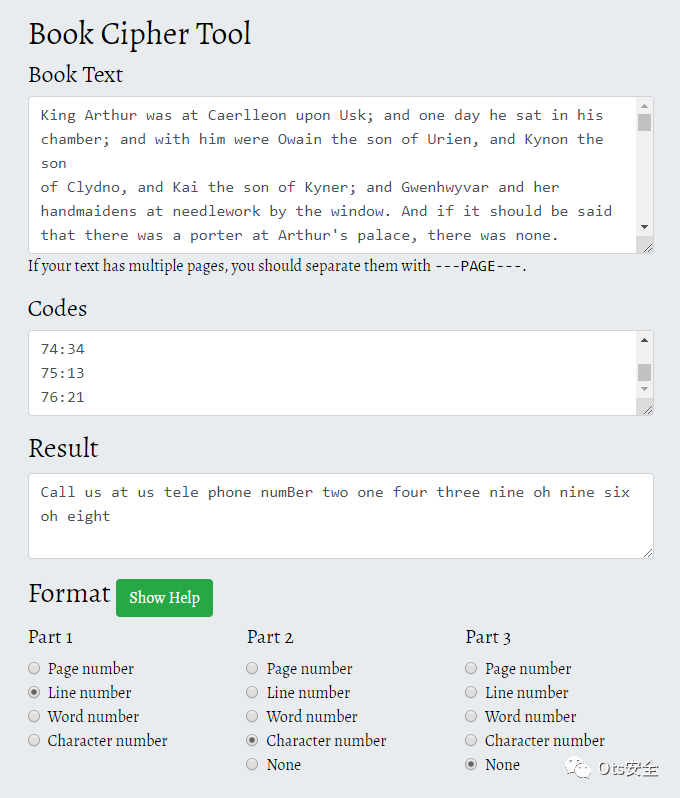 Book Cipher Tool
Book Text
King Arthur was at Caerlleon upon Usk; and one day he sat in his
chamber; and with him were Owain the son of Urien, and Kynon the
son
of Clydno, and Kai the son of Kyner; and Gwenhwyvar and her
handmaidens at needlework by the window. And if it should be said
that there was a porter at Arthur's palace, there was none.
If your text has multiple pages, you should separate them with ---PAGE---.
Codes
74:34
75:13
76:21
Result
Call us at us tele phone numBer two one four three nine oh nine six
oh eight
Format Show Help
Part 1 Part 2 Part 3
Page number Page number Page number
Line number Line number Line number
Word number Word number Word number
Character number Character number Character number
None None
Ots安全